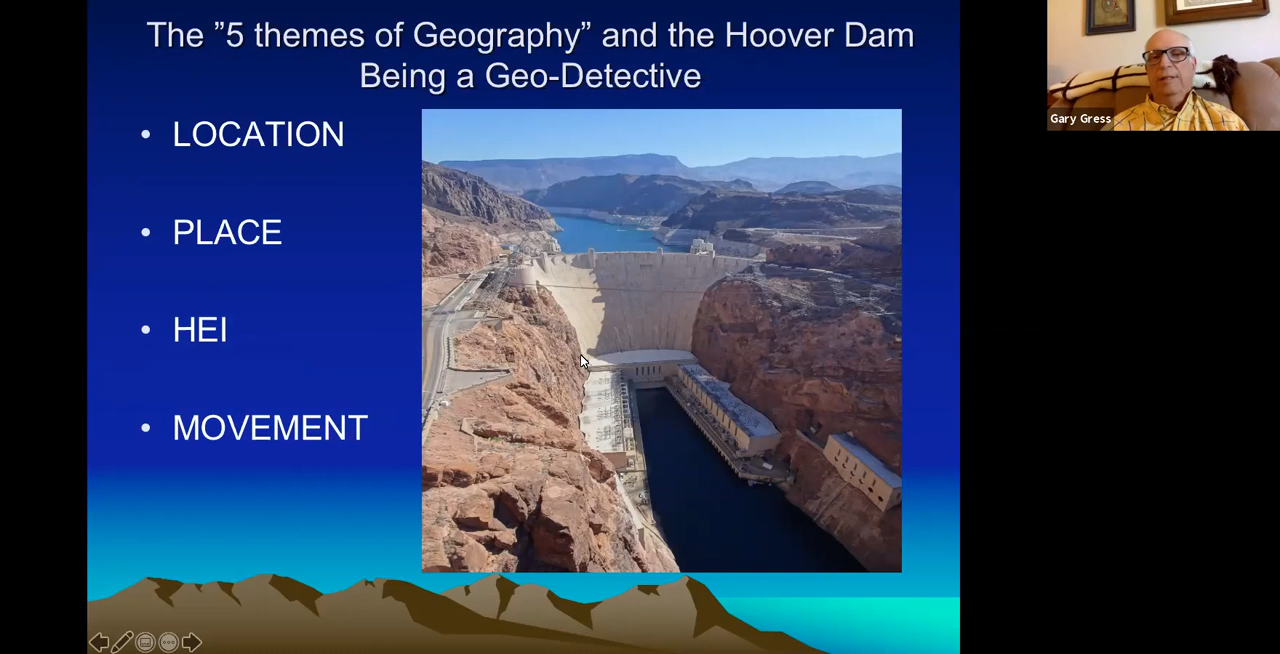 The ”5 themes of Geography” and the Hoover Dam
Being a Geo-Detective
• LOCATION
• PLACE
• HEI
• MOVEMENT
Gary Gress